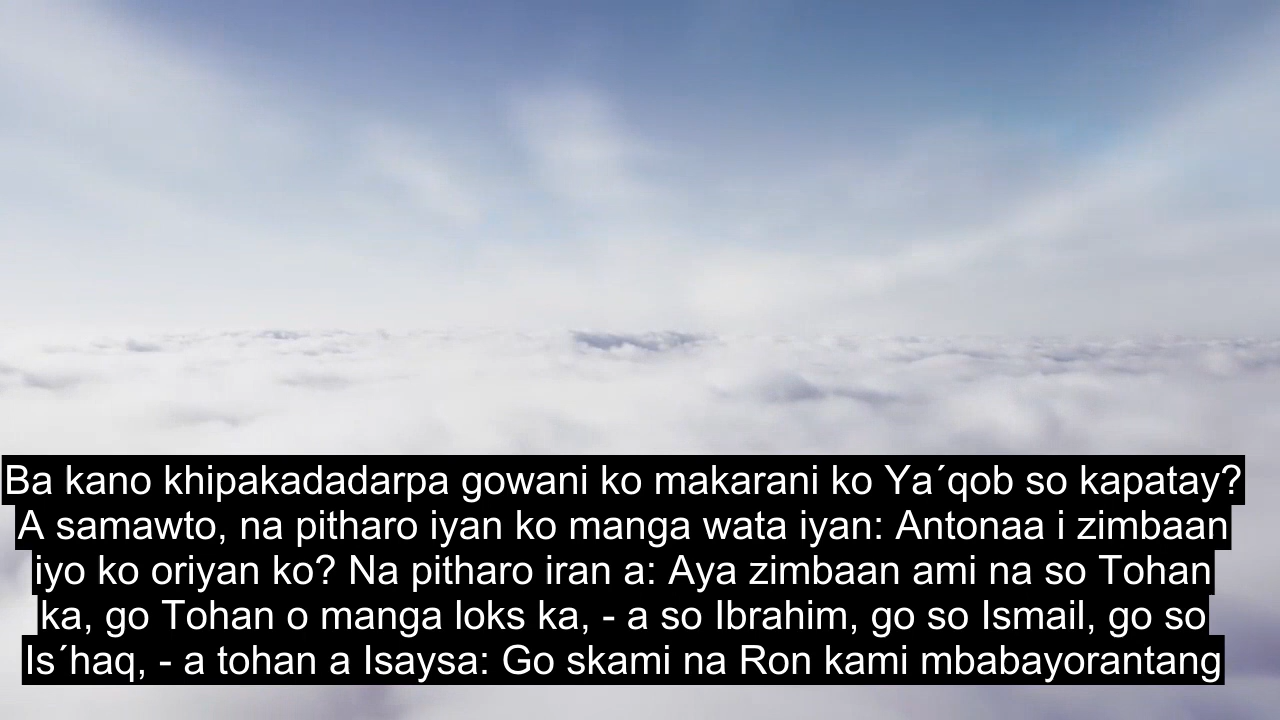 Ba kano khipakadadarpa gowani ko makarani ko Ya´qob so kapatay?
A samawto, na pitharo iyan ko manga wata iyan: Antonaa i zimbaan
iyo ko oriyan ko? Na pitharo iran a: Aya zimbaan ami na so Tohan
ka, go Tohan o manga loks ka, - a so Ibrahim, go so Ismail, go so
Is´haq, - a tohan a Isaysa: Go skami na Ron kami mbabayorantang